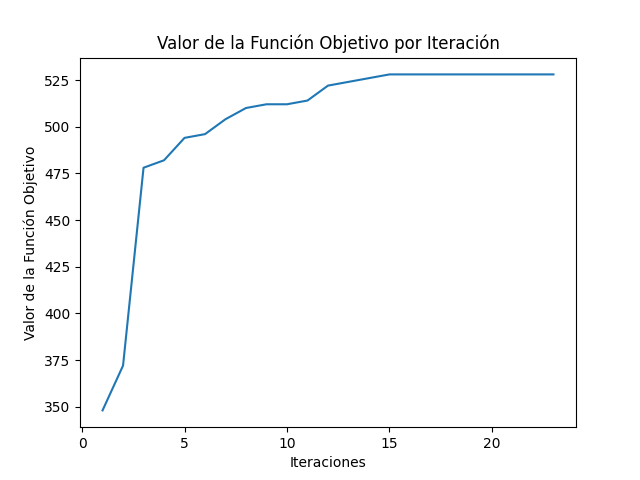 Valor de la Función Objetivo por Iteración
Valor de la Función Objetivo
525
500
475
450
425
400
375
350
0 5 10 15 20
Iteraciones